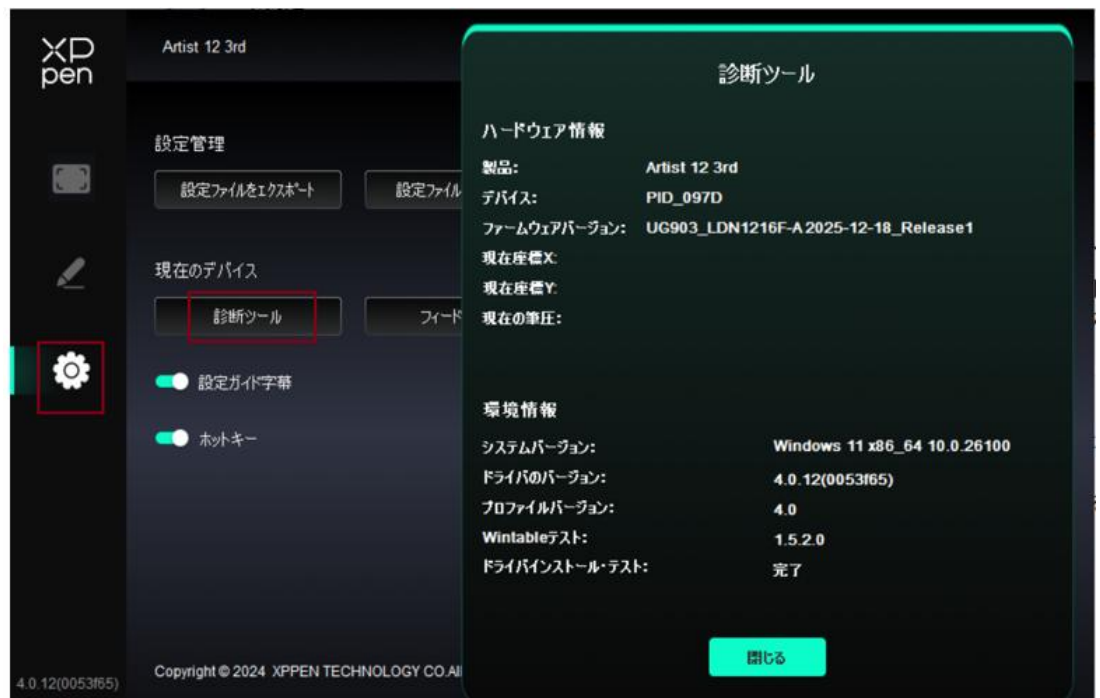 XP
pen
Artist 12 3rd
設定管理
設定ファイルをエクスポート
設定ファイル
現在のデバイス
診断ツール
フィード
設定ガイド字幕
ホットキー
Copyright © 2024 XPPEN TECHNOLOGY CO.All
4.0.12(0053f65)
診断ツール
ハードウェア情報
製品: Artist 12 3rd
デバイス: PID_097D
ファームウェアバージョン: UG903_LDN1216F-A 2025-12-18_Release1
現在座標X:
現在座標Y:
現在の筆圧:
環境情報
システムバージョン: Windows 11 x86_64 10.0.26100
ドライバのバージョン: 4.0.12(0053f65)
プロファイルバージョン: 4.0
Wintableテスト: 1.5.2.0
ドライバインストール・テスト: 完了
閉じる